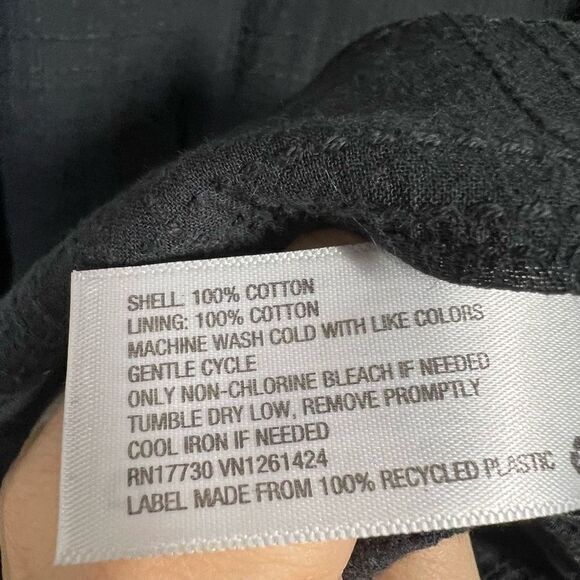 SHELL: 100% COTTON
LINING: 100% COTTON
MACHINE WASH COLD WITH LIKE COLORS
GENTLE CYCLE
ONLY NON-CHLORINE BLEACH IF NEEDED
TUMBLE DRY LOW, REMOVE PROMPTLY
COOL IRON IF NEEDED
RN17730 VN1261424
LABEL MADE FROM 100% RECYCLED PLASTIC